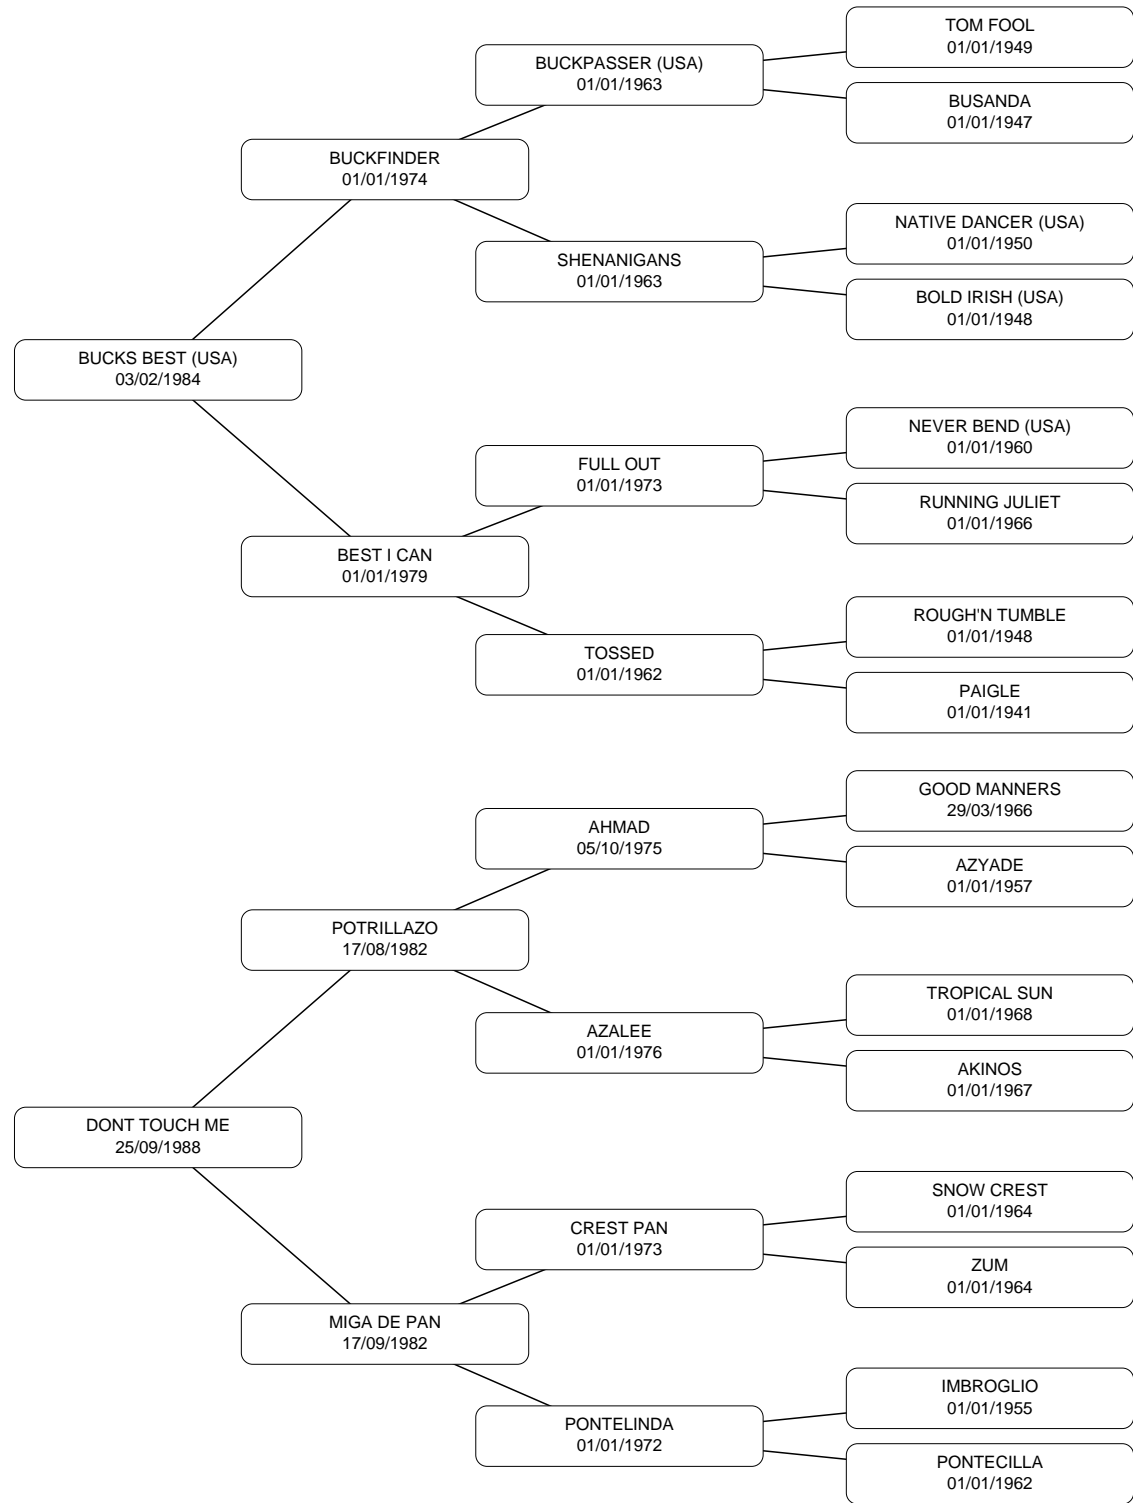 TOM FOOL
01/01/1949
BUCKPASSER (USA)
01/01/1963
BUSANDA
01/01/1947
BUCKFINDER
01/01/1974
NATIVE DANCER (USA)
01/01/1950
SHENANIGANS
01/01/1963
BOLD IRISH (USA)
01/01/1948
BUCKS BEST (USA)
03/02/1984
NEVER BEND (USA)
01/01/1960
FULL OUT
01/01/1973
RUNNING JULIET
01/01/1966
BEST I CAN
01/01/1979
ROUGH'N TUMBLE
01/01/1948
TOSSED
01/01/1962
PAIGLE
01/01/1941
GOOD MANNERS
29/03/1966
AHMAD
05/10/1975
AZYADE
01/01/1957
POTRILLAZO
17/08/1982
TROPICAL SUN
01/01/1968
AZALEE
01/01/1976
AKINOS
01/01/1967
DONT TOUCH ME
25/09/1988
SNOW CREST
01/01/1964
CREST PAN
01/01/1973
ZUM
01/01/1964
MIGA DE PAN
17/09/1982
IMBROGLIO
01/01/1955
PONTELINDA
01/01/1972
PONTECILLA
01/01/1962